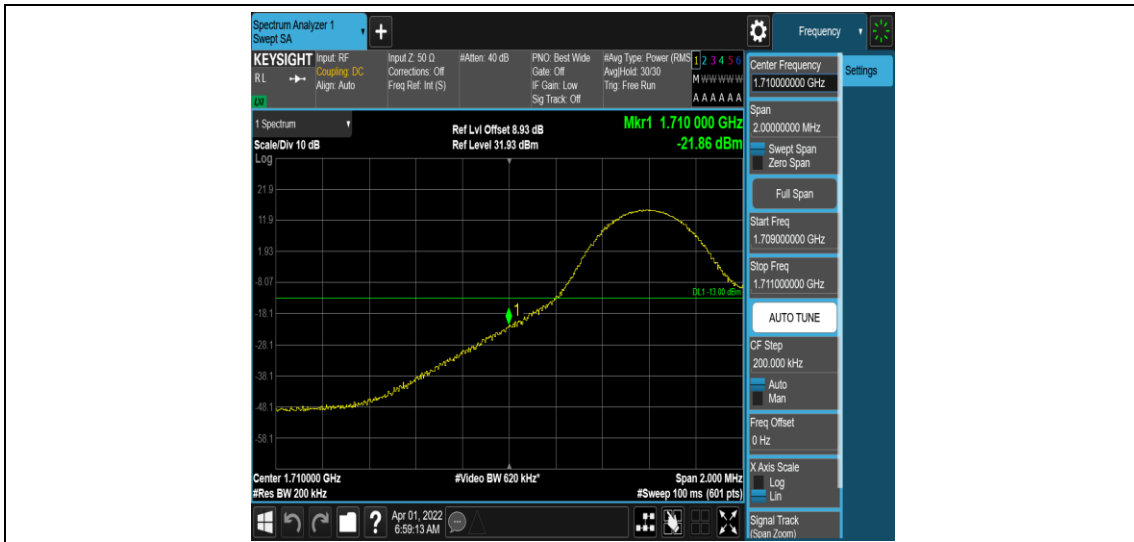 Spectrum Analyzer 1
Swept SA
+
Frequency
KEYSIGHT
RL
LXI
Input: RF
Coupling: DC
Align: Auto
Input Z: 50 Ω
Corrections: Off
Freq Ref: Int (S)
#Atten: 40 dB
PNO: Best Wide
Gate: Off
IF Gain: Low
Sig Track: Off
#Avg Type: Power (RMS
Avg|Hold: 30/30
Trig: Free Run
1 2 3 4 5 6
M W W W W W
A A A A A A
1 Spectrum
Scale/Div 10 dB
Log
Ref Lvl Offset 8.93 dB
Ref Level 31.93 dBm
Mkr1 1.710 000 GHz
-21.86 dBm
21.9
11.9
1.93
-8.07
DL1 -13.00 dBm
-18.1
1
-28.1
-38.1
-48.1
-58.1
Center 1.710000 GHz
#Res BW 200 kHz
#Video BW 620 kHz*
Span 2.000 MHz
#Sweep 100 ms (601 pts)
?
Apr 01, 2022
6:59:13 AM
Center Frequency
1.710000000 GHz
Settings
Span
2.00000000 MHz
Swept Span
Zero Span
Full Span
Start Freq
1.709000000 GHz
Stop Freq
1.711000000 GHz
AUTO TUNE
CF Step
200.000 kHz
Auto
Man
Freq Offset
0 Hz
X Axis Scale
Log
Lin
Signal Track
(Span Zoom)